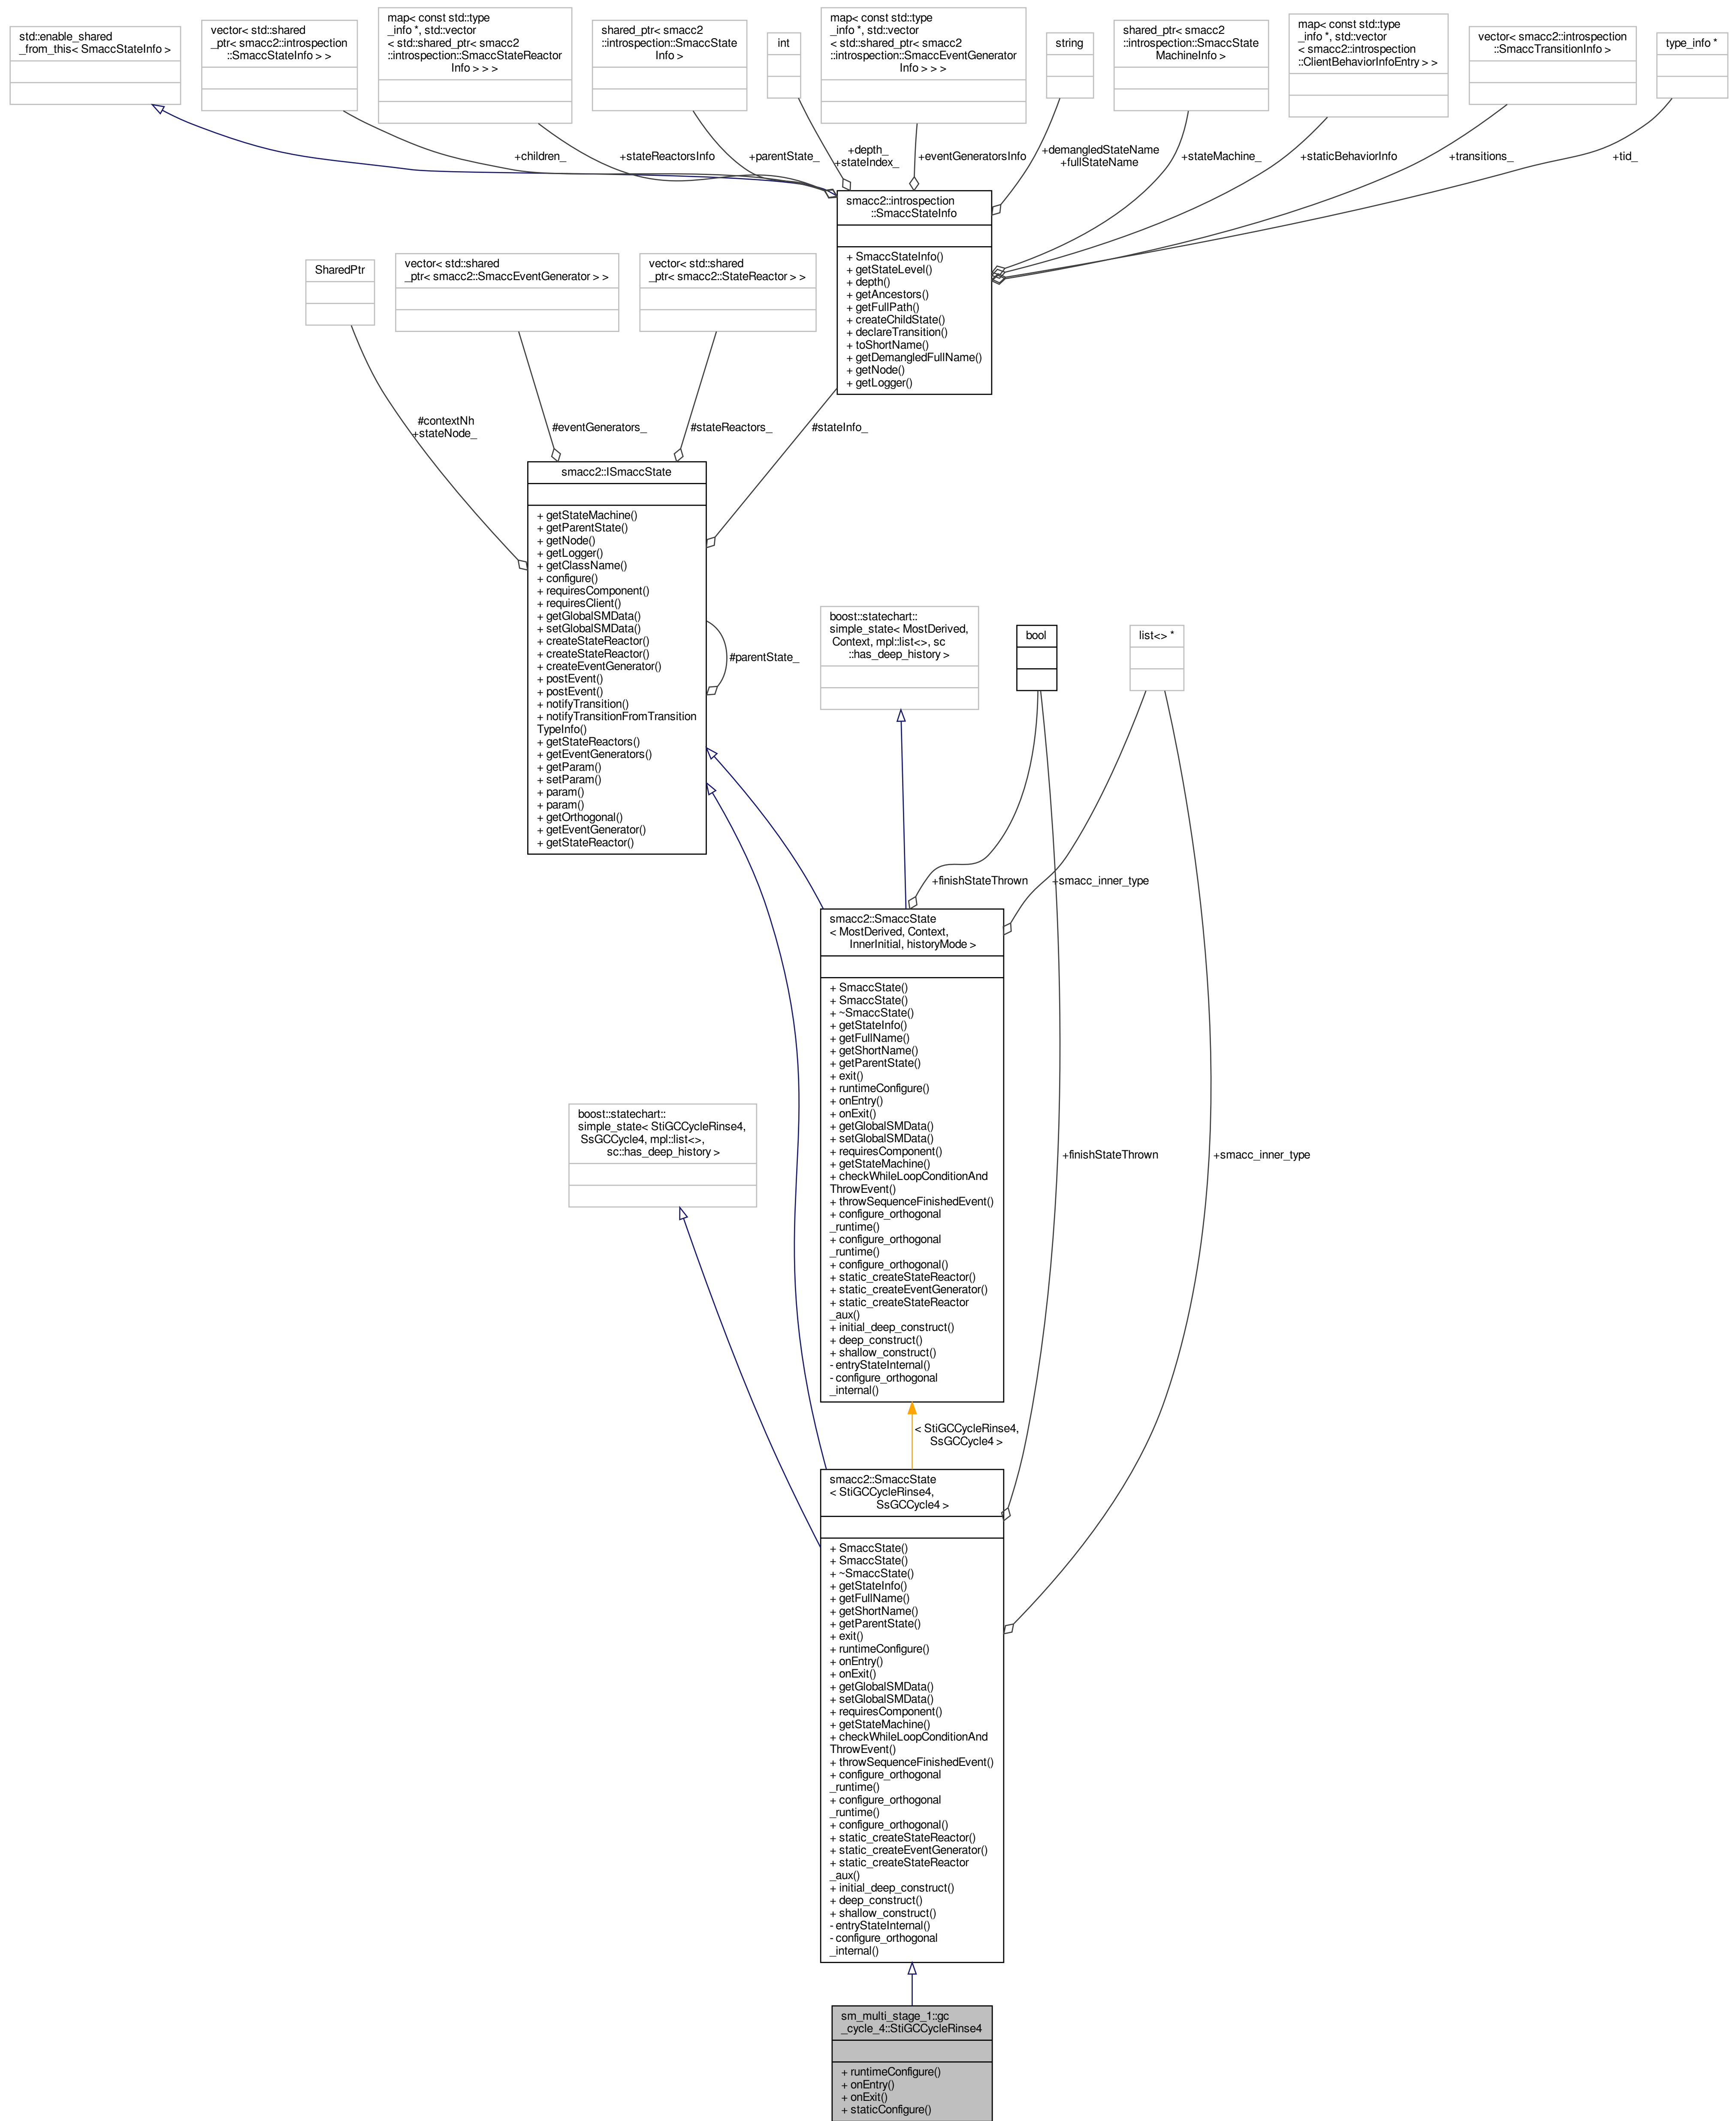 std::enable_shared
_from_this< SmaccStateInfo >
vector< std::shared
_ptr< smacc2::introspection
::SmaccStateInfo > >
map< const std::type
_info *, std::vector
< std::shared_ptr< smacc2
::introspection::SmaccStateReactor
Info > > >
shared_ptr< smacc2
::introspection::SmaccState
Info >
int
map< const std::type
_info *, std::vector
< std::shared_ptr< smacc2
::introspection::SmaccEventGenerator
Info > > >
string
shared_ptr< smacc2
::introspection::SmaccState
MachineInfo >
map< const std::type
_info *, std::vector
< smacc2::introspection
::ClientBehaviorInfoEntry > >
vector< smacc2::introspection
::SmaccTransitionInfo >
type_info *
+children_
+stateReactorsInfo
+parentState_
+depth_
+stateIndex_
+eventGeneratorsInfo
+demangledStateName
+fullStateName
+stateMachine_
+staticBehaviorInfo
+transitions_
+tid_
smacc2::introspection
::SmaccStateInfo
+ SmaccStateInfo()
+ getStateLevel()
+ depth()
+ getAncestors()
+ getFullPath()
+ createChildState()
+ declareTransition()
+ toShortName()
+ getDemangledFullName()
+ getNode()
+ getLogger()
SharedPtr
vector< std::shared
_ptr< smacc2::SmaccEventGenerator > >
vector< std::shared
_ptr< smacc2::StateReactor > >
#contextNh
+stateNode_
#eventGenerators_
#stateReactors_
#stateInfo_
smacc2::ISmaccState
+ getStateMachine()
+ getParentState()
+ getNode()
+ getLogger()
+ getClassName()
+ configure()
+ requiresComponent()
+ requiresClient()
+ getGlobalSMData()
+ setGlobalSMData()
+ createStateReactor()
+ createStateReactor()
+ createEventGenerator()
+ postEvent()
+ postEvent()
+ notifyTransition()
+ notifyTransitionFromTransition
TypeInfo()
+ getStateReactors()
+ getEventGenerators()
+ getParam()
+ setParam()
+ param()
+ param()
+ getOrthogonal()
+ getEventGenerator()
+ getStateReactor()
#parentState_
boost::statechart::
simple_state< MostDerived,
Context, mpl::list<>, sc
::has_deep_history >
bool
list<> *
+finishStateThrown
+smacc_inner_type
smacc2::SmaccState
< MostDerived, Context,
InnerInitial, historyMode >
+ SmaccState()
+ SmaccState()
+ ~SmaccState()
+ getStateInfo()
+ getFullName()
+ getShortName()
+ getParentState()
+ exit()
+ runtimeConfigure()
+ onEntry()
+ onExit()
+ getGlobalSMData()
+ setGlobalSMData()
+ requiresComponent()
+ getStateMachine()
+ checkWhileLoopConditionAnd
ThrowEvent()
+ throwSequenceFinishedEvent()
+ configure_orthogonal
_runtime()
+ configure_orthogonal
_runtime()
+ configure_orthogonal()
+ static_createStateReactor()
+ static_createEventGenerator()
+ static_createStateReactor
_aux()
+ initial_deep_construct()
+ deep_construct()
+ shallow_construct()
- entryStateInternal()
- configure_orthogonal
_internal()
boost::statechart::
simple_state< StiGCCycleRinse4,
SsGCCycle4, mpl::list<>,
sc::has_deep_history >
+finishStateThrown
+smacc_inner_type
< StiGCCycleRinse4,
SsGCCycle4 >
smacc2::SmaccState
< StiGCCycleRinse4,
SsGCCycle4 >
+ SmaccState()
+ SmaccState()
+ ~SmaccState()
+ getStateInfo()
+ getFullName()
+ getShortName()
+ getParentState()
+ exit()
+ runtimeConfigure()
+ onEntry()
+ onExit()
+ getGlobalSMData()
+ setGlobalSMData()
+ requiresComponent()
+ getStateMachine()
+ checkWhileLoopConditionAnd
ThrowEvent()
+ throwSequenceFinishedEvent()
+ configure_orthogonal
_runtime()
+ configure_orthogonal
_runtime()
+ configure_orthogonal()
+ static_createStateReactor()
+ static_createEventGenerator()
+ static_createStateReactor
_aux()
+ initial_deep_construct()
+ deep_construct()
+ shallow_construct()
- entryStateInternal()
- configure_orthogonal
_internal()
sm_multi_stage_1::gc
_cycle_4::StiGCCycleRinse4
+ runtimeConfigure()
+ onEntry()
+ onExit()
+ staticConfigure()